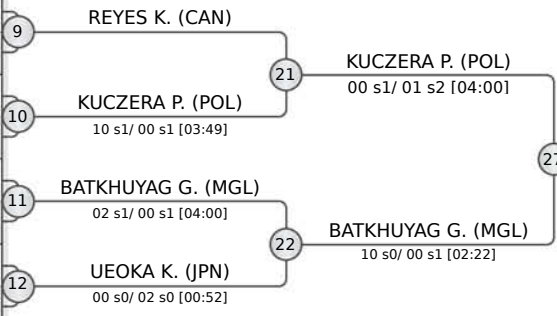 REYES K. (CAN)
9
21
KUCZERA P. (POL)
00 s1/ 01 s2 [04:00]
KUCZERA P. (POL)
10
10 s1/ 00 s1 [03:49]
27
BATKHUYAG G. (MGL)
11
02 s1/ 00 s1 [04:00]
22
BATKHUYAG G. (MGL)
10 s0/ 00 s1 [02:22]
UEOKA K. (JPN)
12
00 s0/ 02 s0 [00:52]